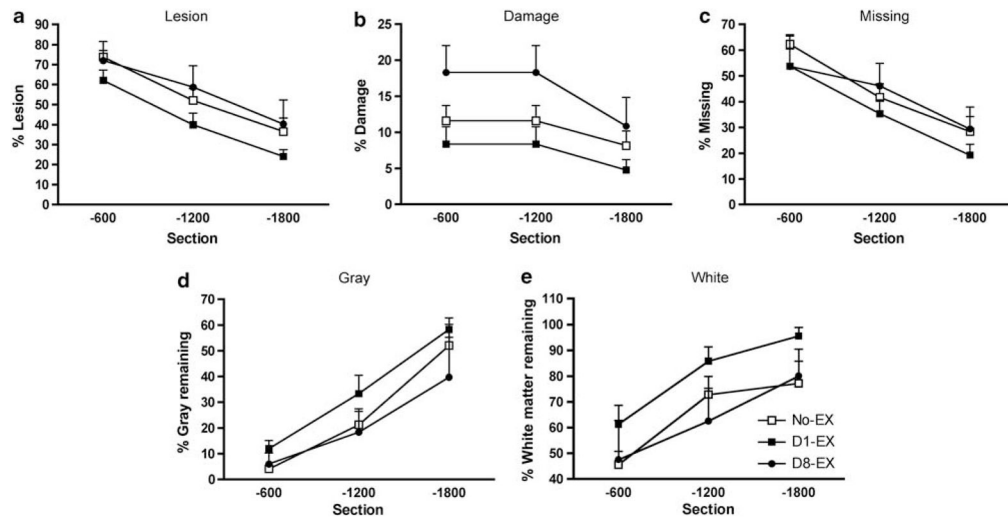 a
Lesion
% Lesion
90
80
70
60
50
40
30
20
10
0
-600
-1200
-1800
Section
b
Damage
% Damage
25
20
15
10
5
0
-600
-1200
-1800
Section
c
Missing
% Missing
70
60
50
40
30
20
10
0
-600
-1200
-1800
Section
d
Gray
% Gray remaining
70
60
50
40
30
20
10
0
-600
-1200
-1800
Section
e
White
% White matter remaining
110
100
90
80
70
60
50
40
-600
-1200
-1800
Section
No-EX
D1-EX
D8-EX